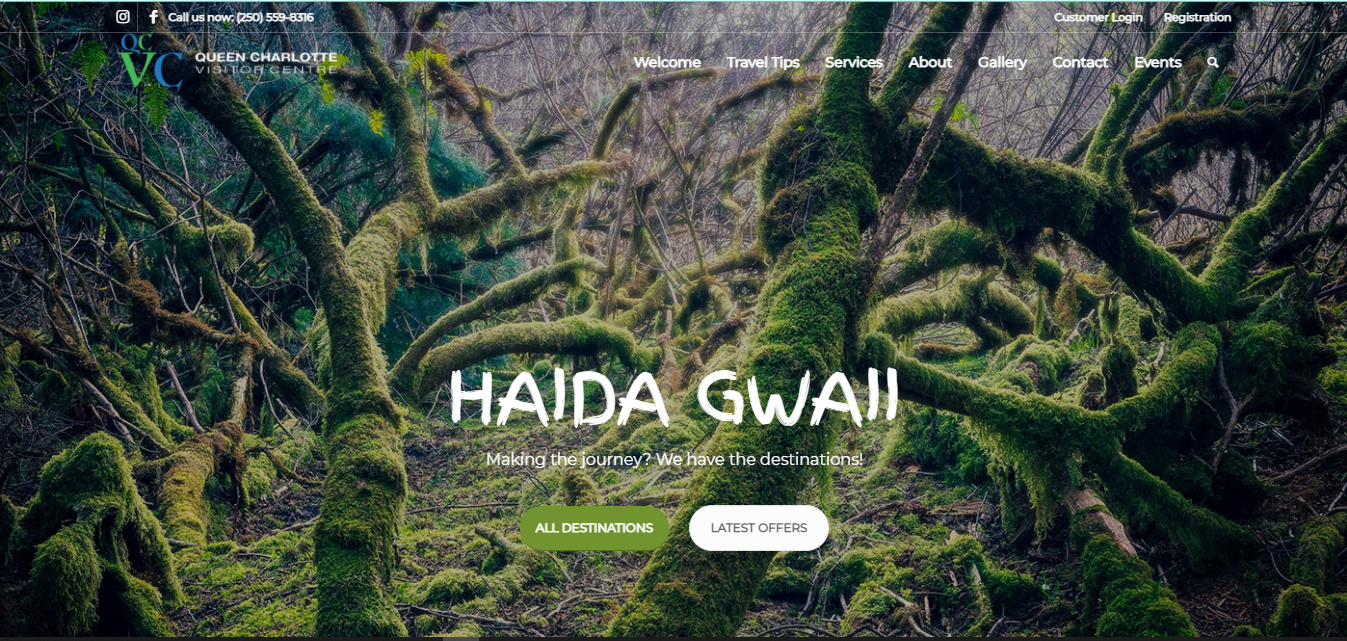 Call us now: (250) 559-8316
Customer Login
Registration
QC
VC
QUEEN CHARLOTTE
VISITOR CENTRE
Welcome
Travel Tips
Services
About
Gallery
Contact
Events
HAIDA GWAII
Making the journey? We have the destinations!
ALL DESTINATIONS
LATEST OFFERS